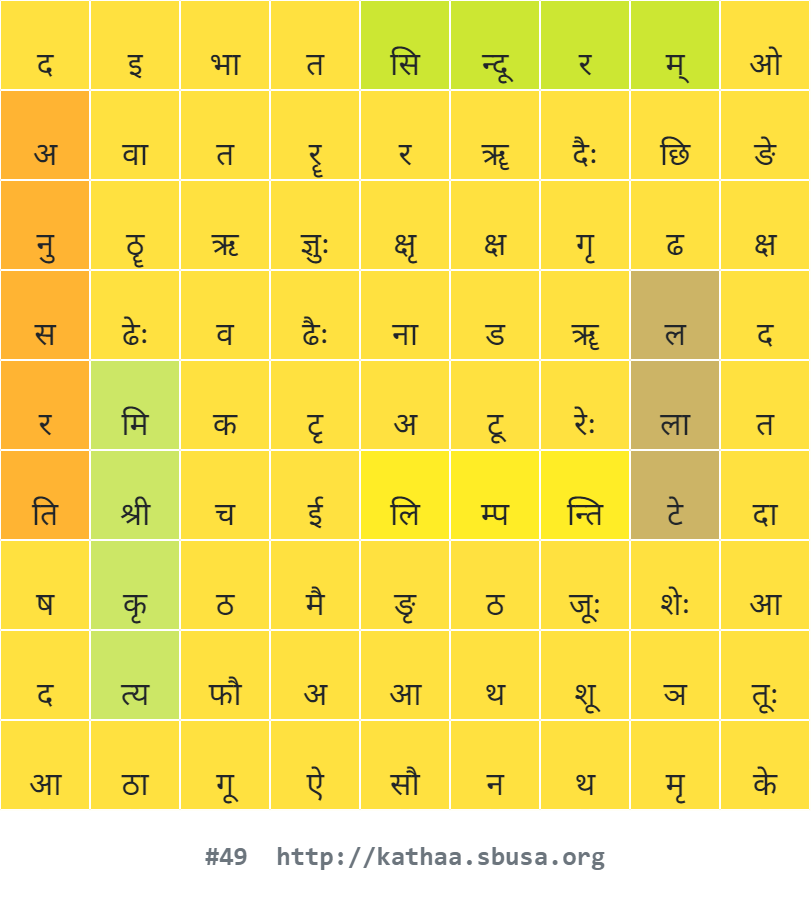 द इ भा त सि न्दू र म् ओ
अ वा त रॄ र ॠ दैः छि ङे
नु ठॄ ऋ ज्ञुः क्षृ क्ष गृ ढ क्ष
स ढेः व ढैः ना ड ॠ ल द
र मि क टृ अ टू रेः ला त
ति श्री च ई लि म्प न्ति टे दा
ष कृ ठ मै ङृ ठ जूः शेः आ
द त्य फौ अ आ थ शू ञ तूः
आ ठा गू ऐ सौ न थ मृ के
#49 http://kathaa.sbusa.org